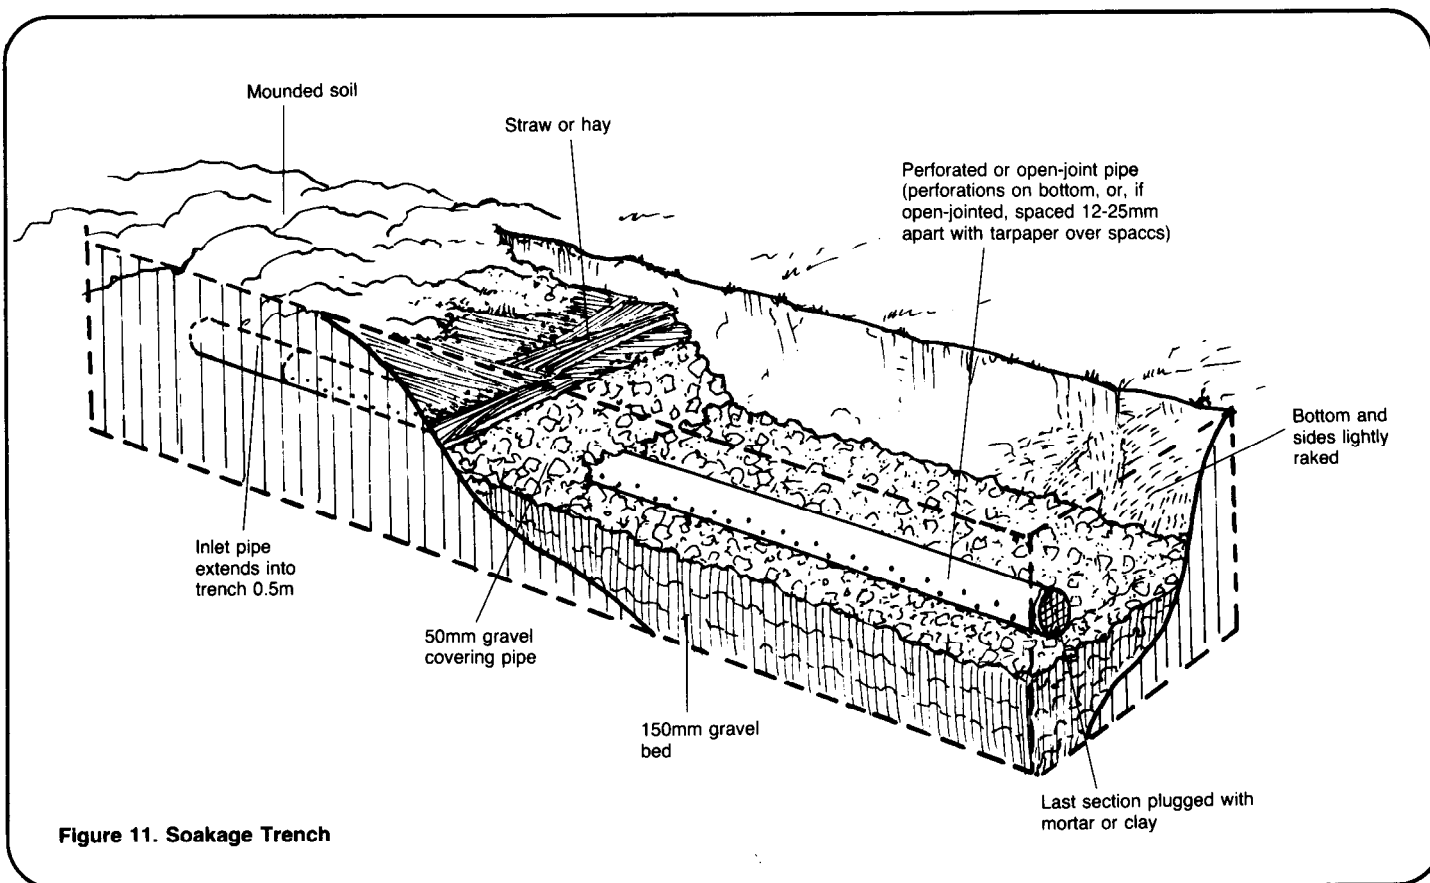 Mounded soil
Straw or hay
Perforated or open-joint pipe
(perforations on bottom, or, if
open-jointed, spaced 12-25mm
apart with tarpaper over spaccs)
Bottom and
sides lightly
raked
Inlet pipe
extends into
trench 0.5m
50mm gravel
covering pipe
150mm gravel
bed
Last section plugged with
mortar or clay
Figure 11. Soakage Trench